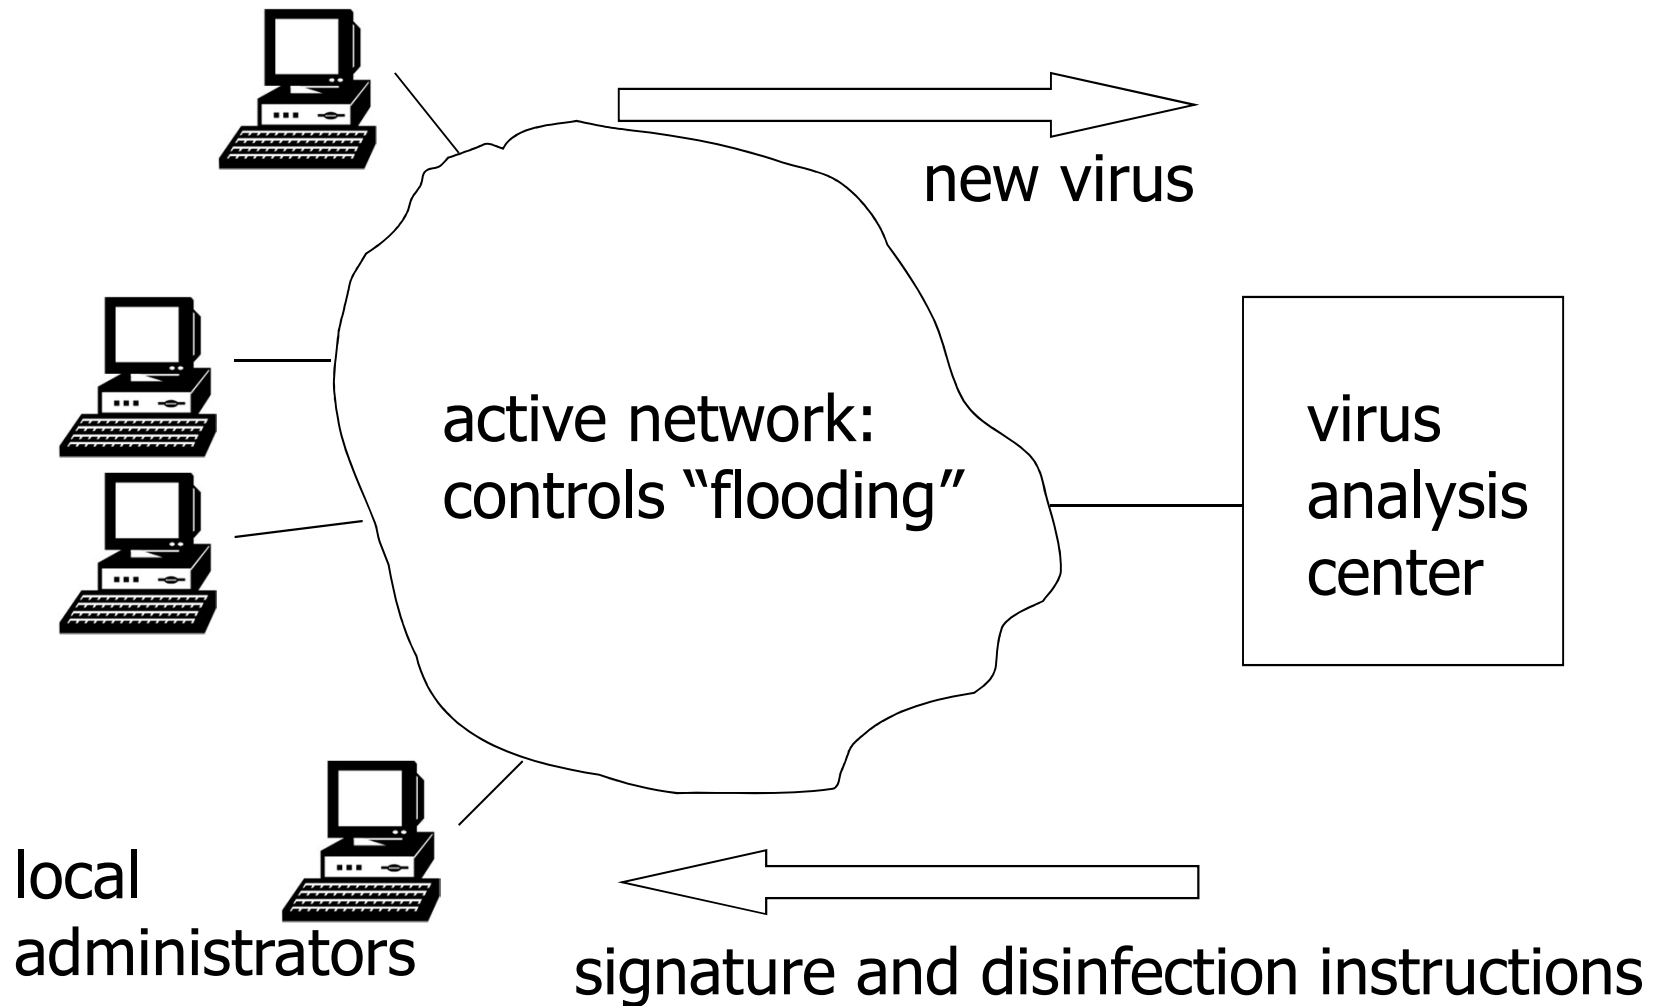 new virus
active network:
controls “flooding”
virus
analysis
center
local
administrators
signature and disinfection instructions